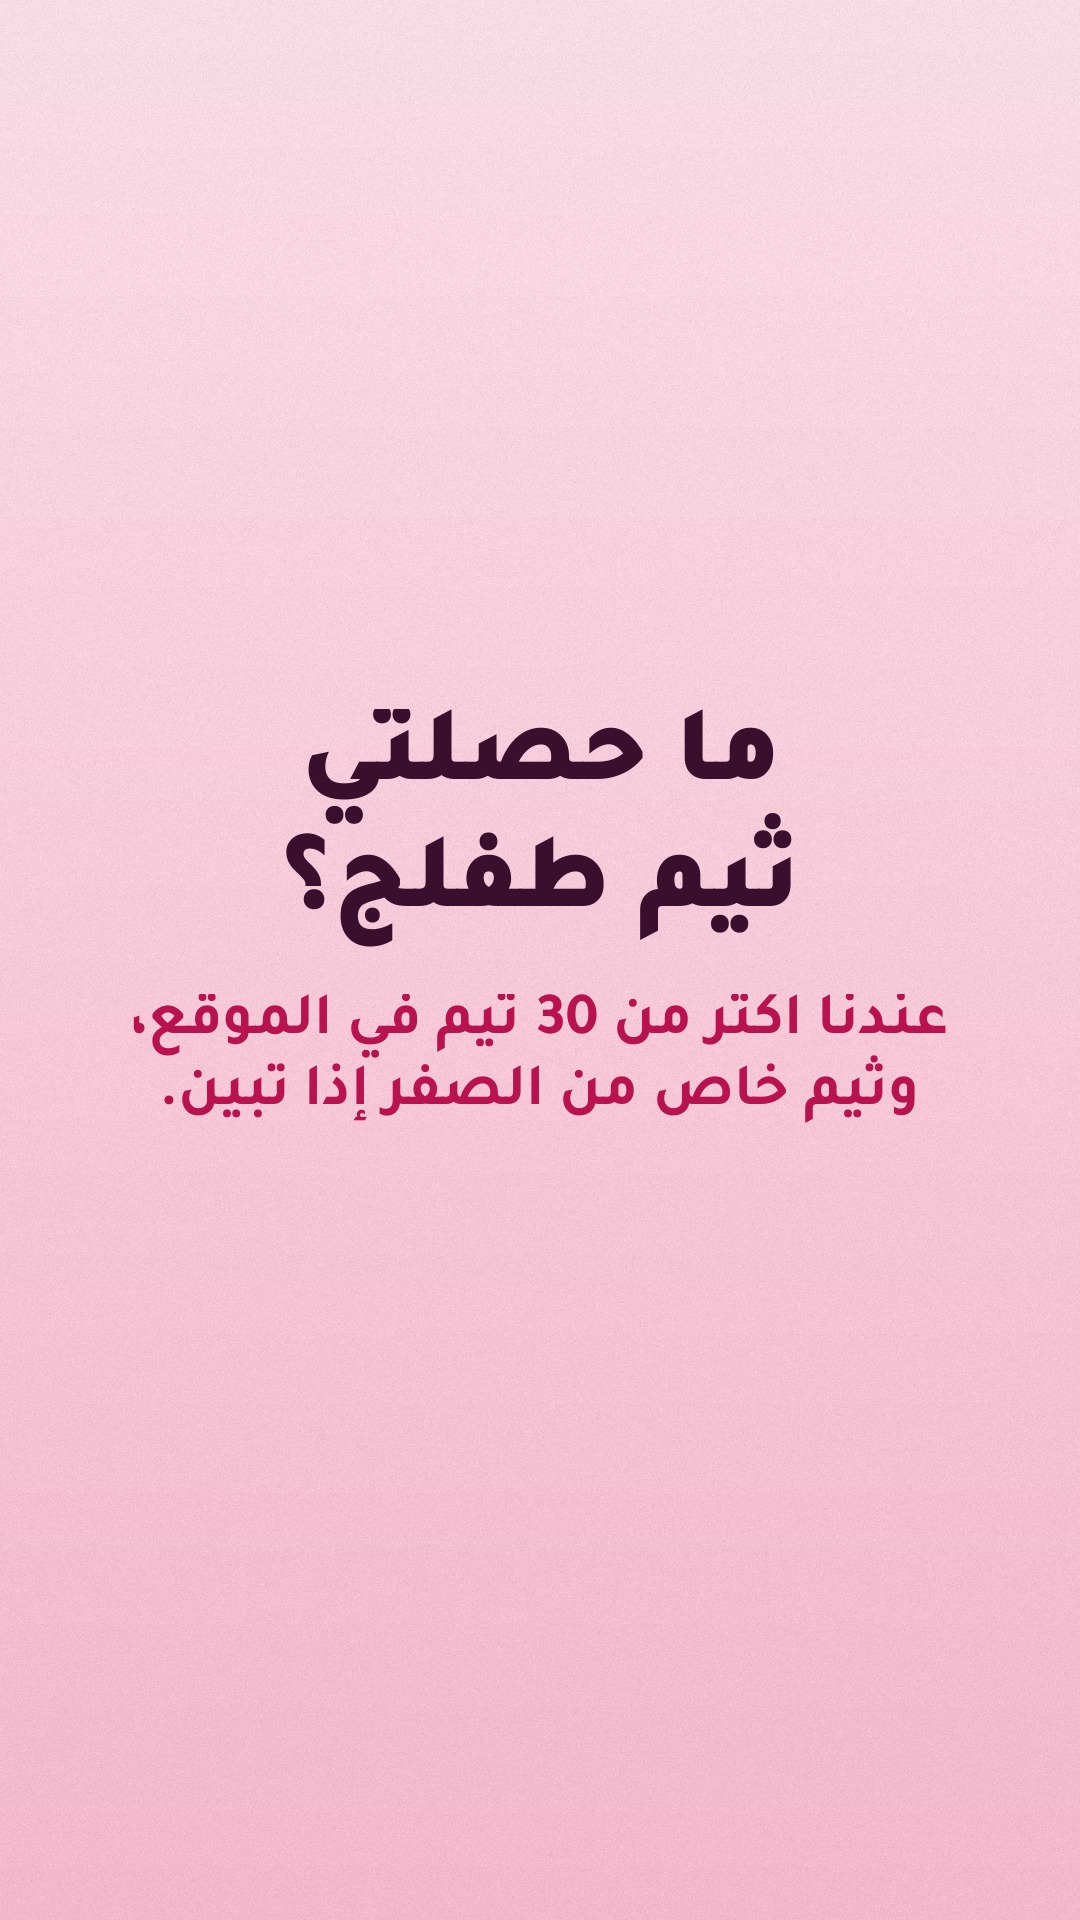 ما حصلتي
ثيم طفلج؟
عندنا اكتر من 30 تيم في الموقع،
وثيم خاص من الصفر إذا تبين.